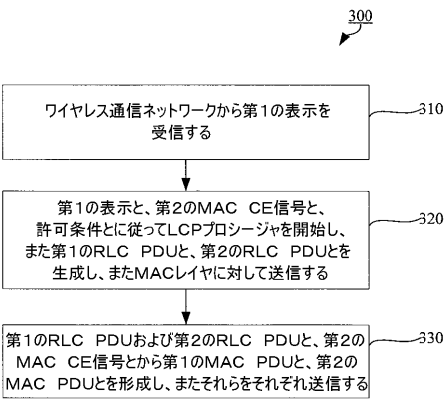 300
ワイヤレス通信ネットワークから第1の表示を
受信する
310
第1の表示と、第2のMAC CE信号と、
許可条件とに従ってLCPプロシージャを開始し、
また第1のRLC PDUと、第2のRLC PDUとを
生成し、またMACレイヤに対して送信する
320
第1のRLC PDUおよび第2のRLC PDUと、第2の
MAC CE信号とから第1のMAC PDUと、第2の
MAC PDUとを形成し、またそれらをそれぞれ送信する
330